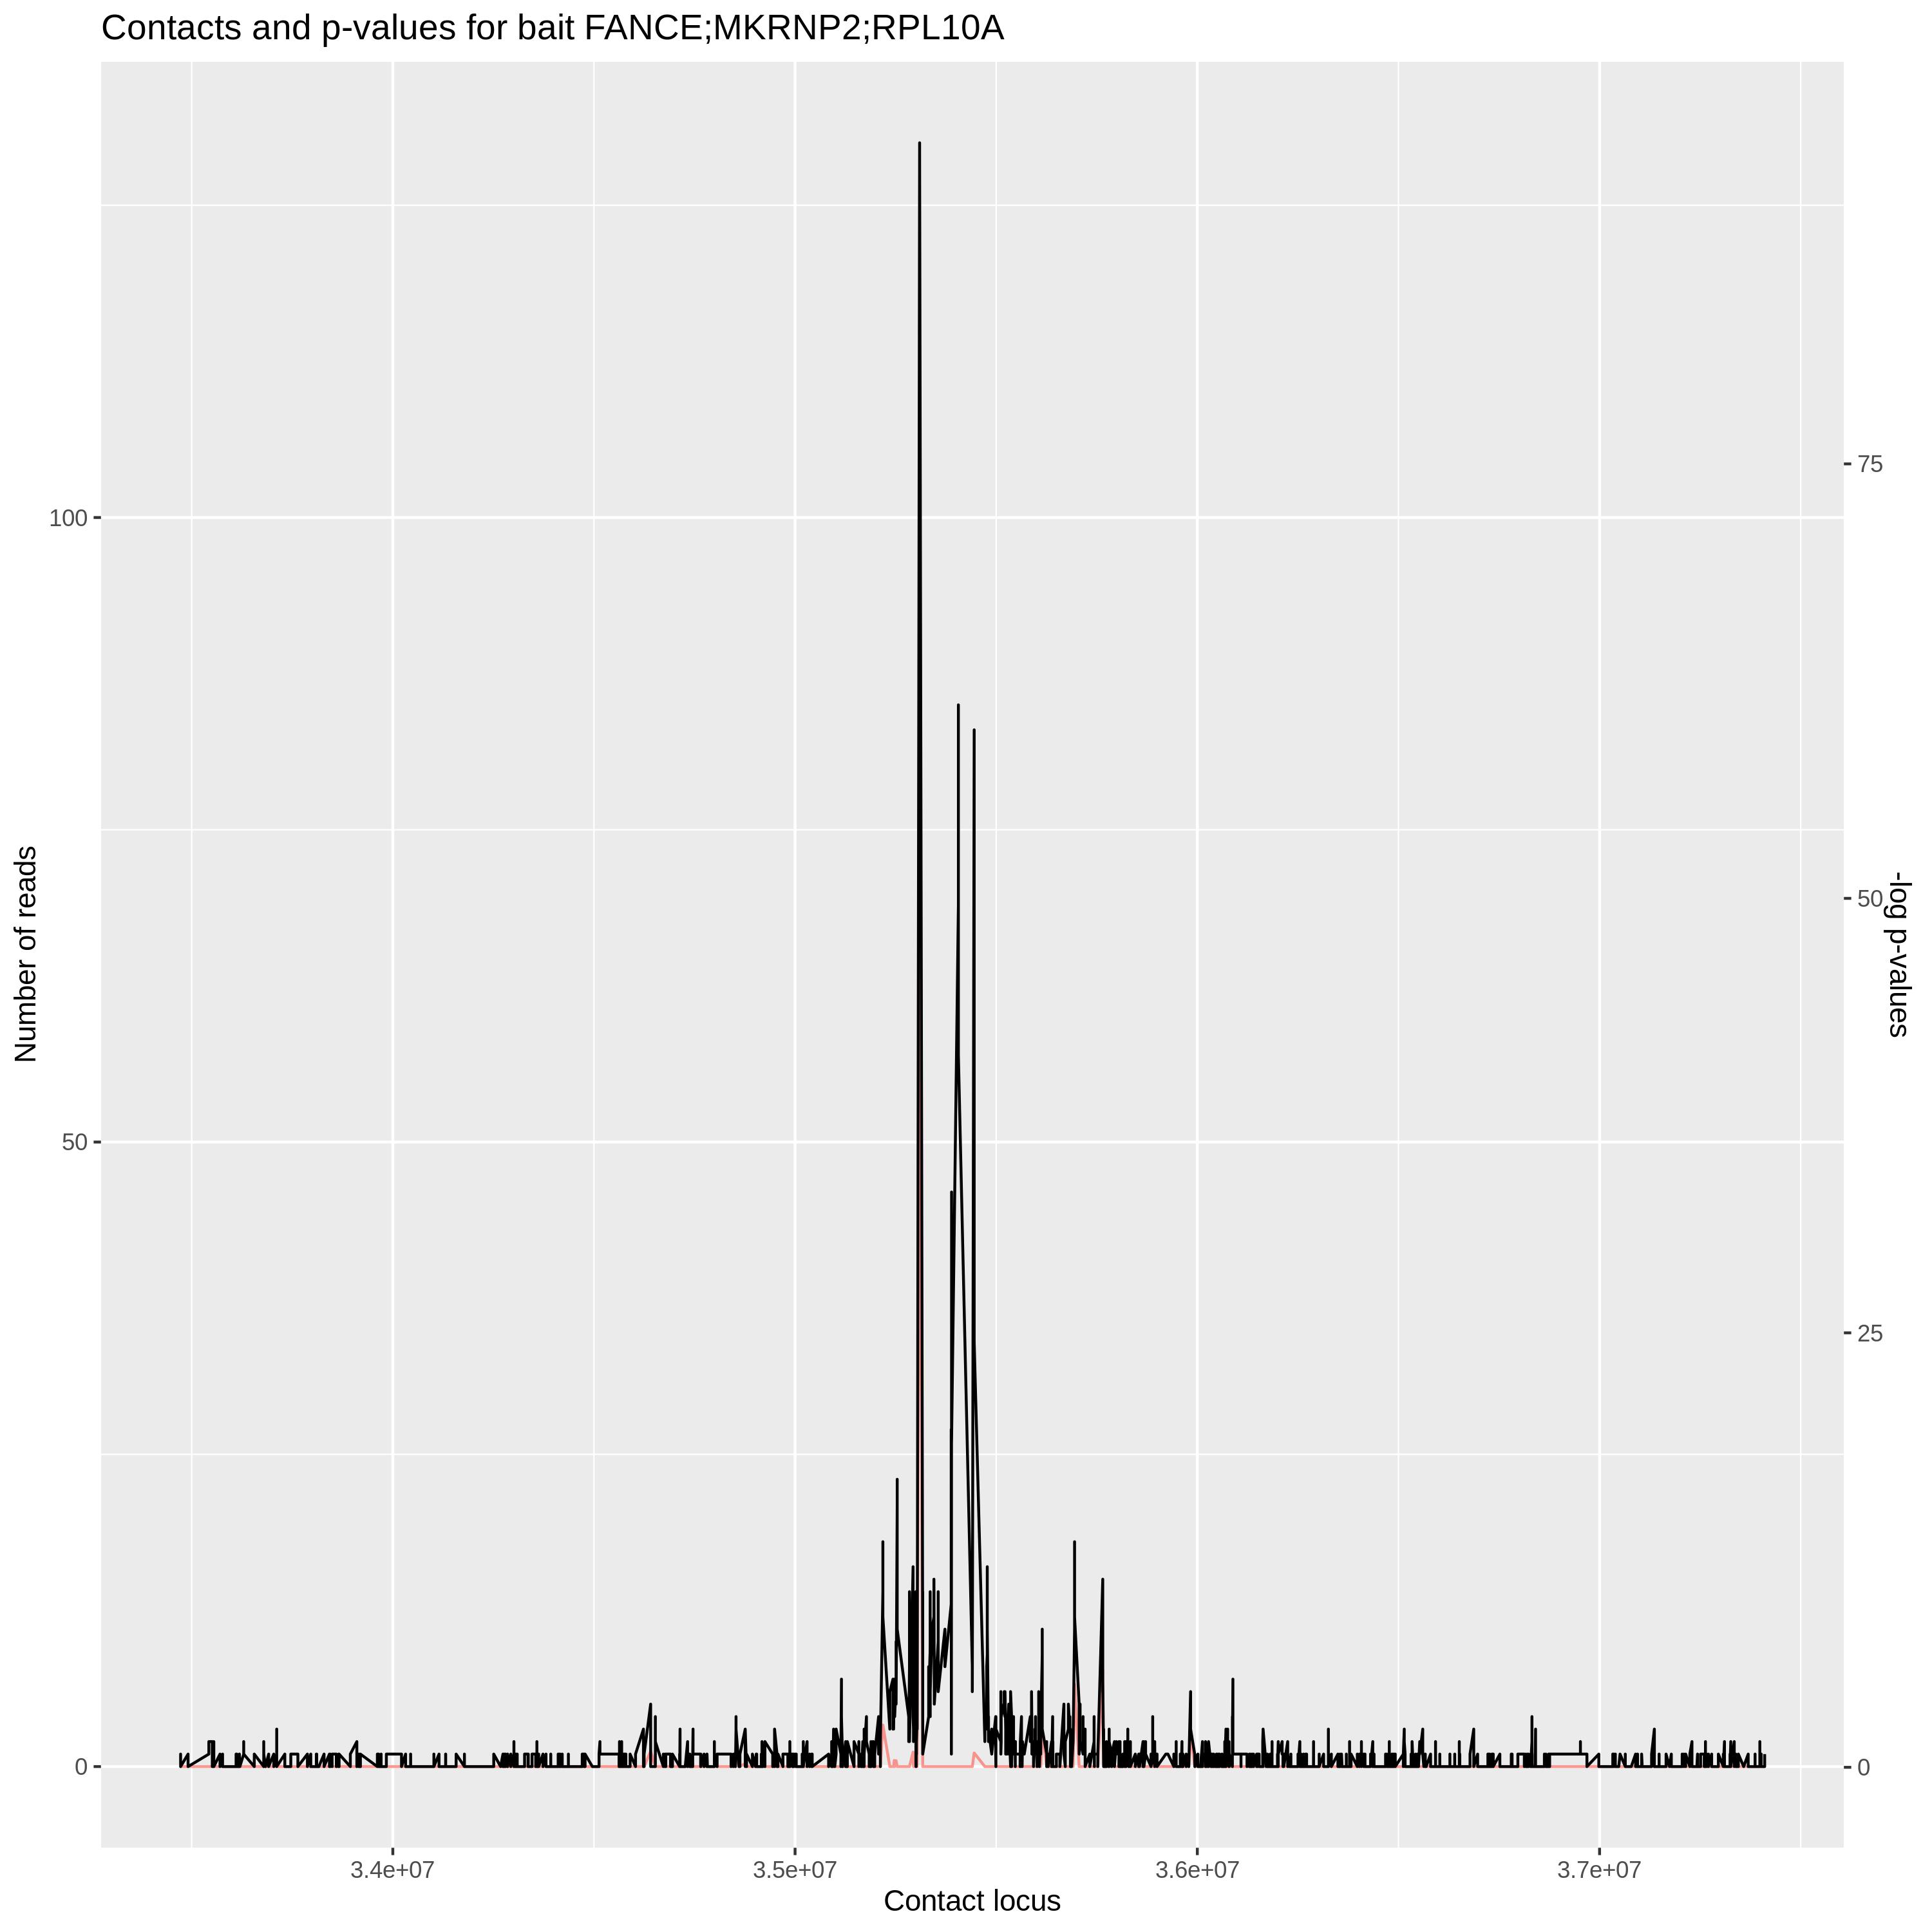 Contacts and p-values for bait FANCE;MKRNP2;RPL10A
100
50
0
Number of reads
75
50
25
0
-log p-values
3.4e+07
3.5e+07
3.6e+07
3.7e+07
Contact locus